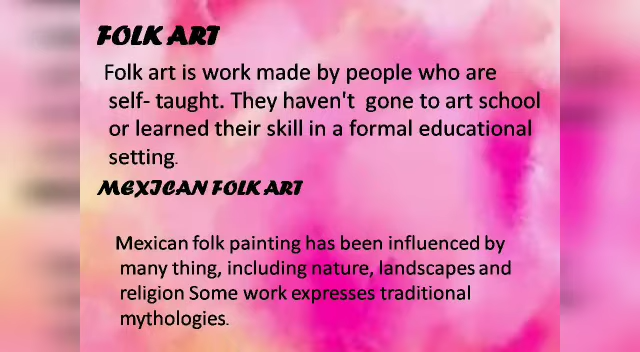 FOLK ART
Folk art is work made by people who are
self- taught. They haven't gone to art school
or learned their skill in a formal educational
setting.
MEXICAN FOLK ART
Mexican folk painting has been influenced by
many thing, including nature, landscapes and
religion Some work expresses traditional
mythologies.